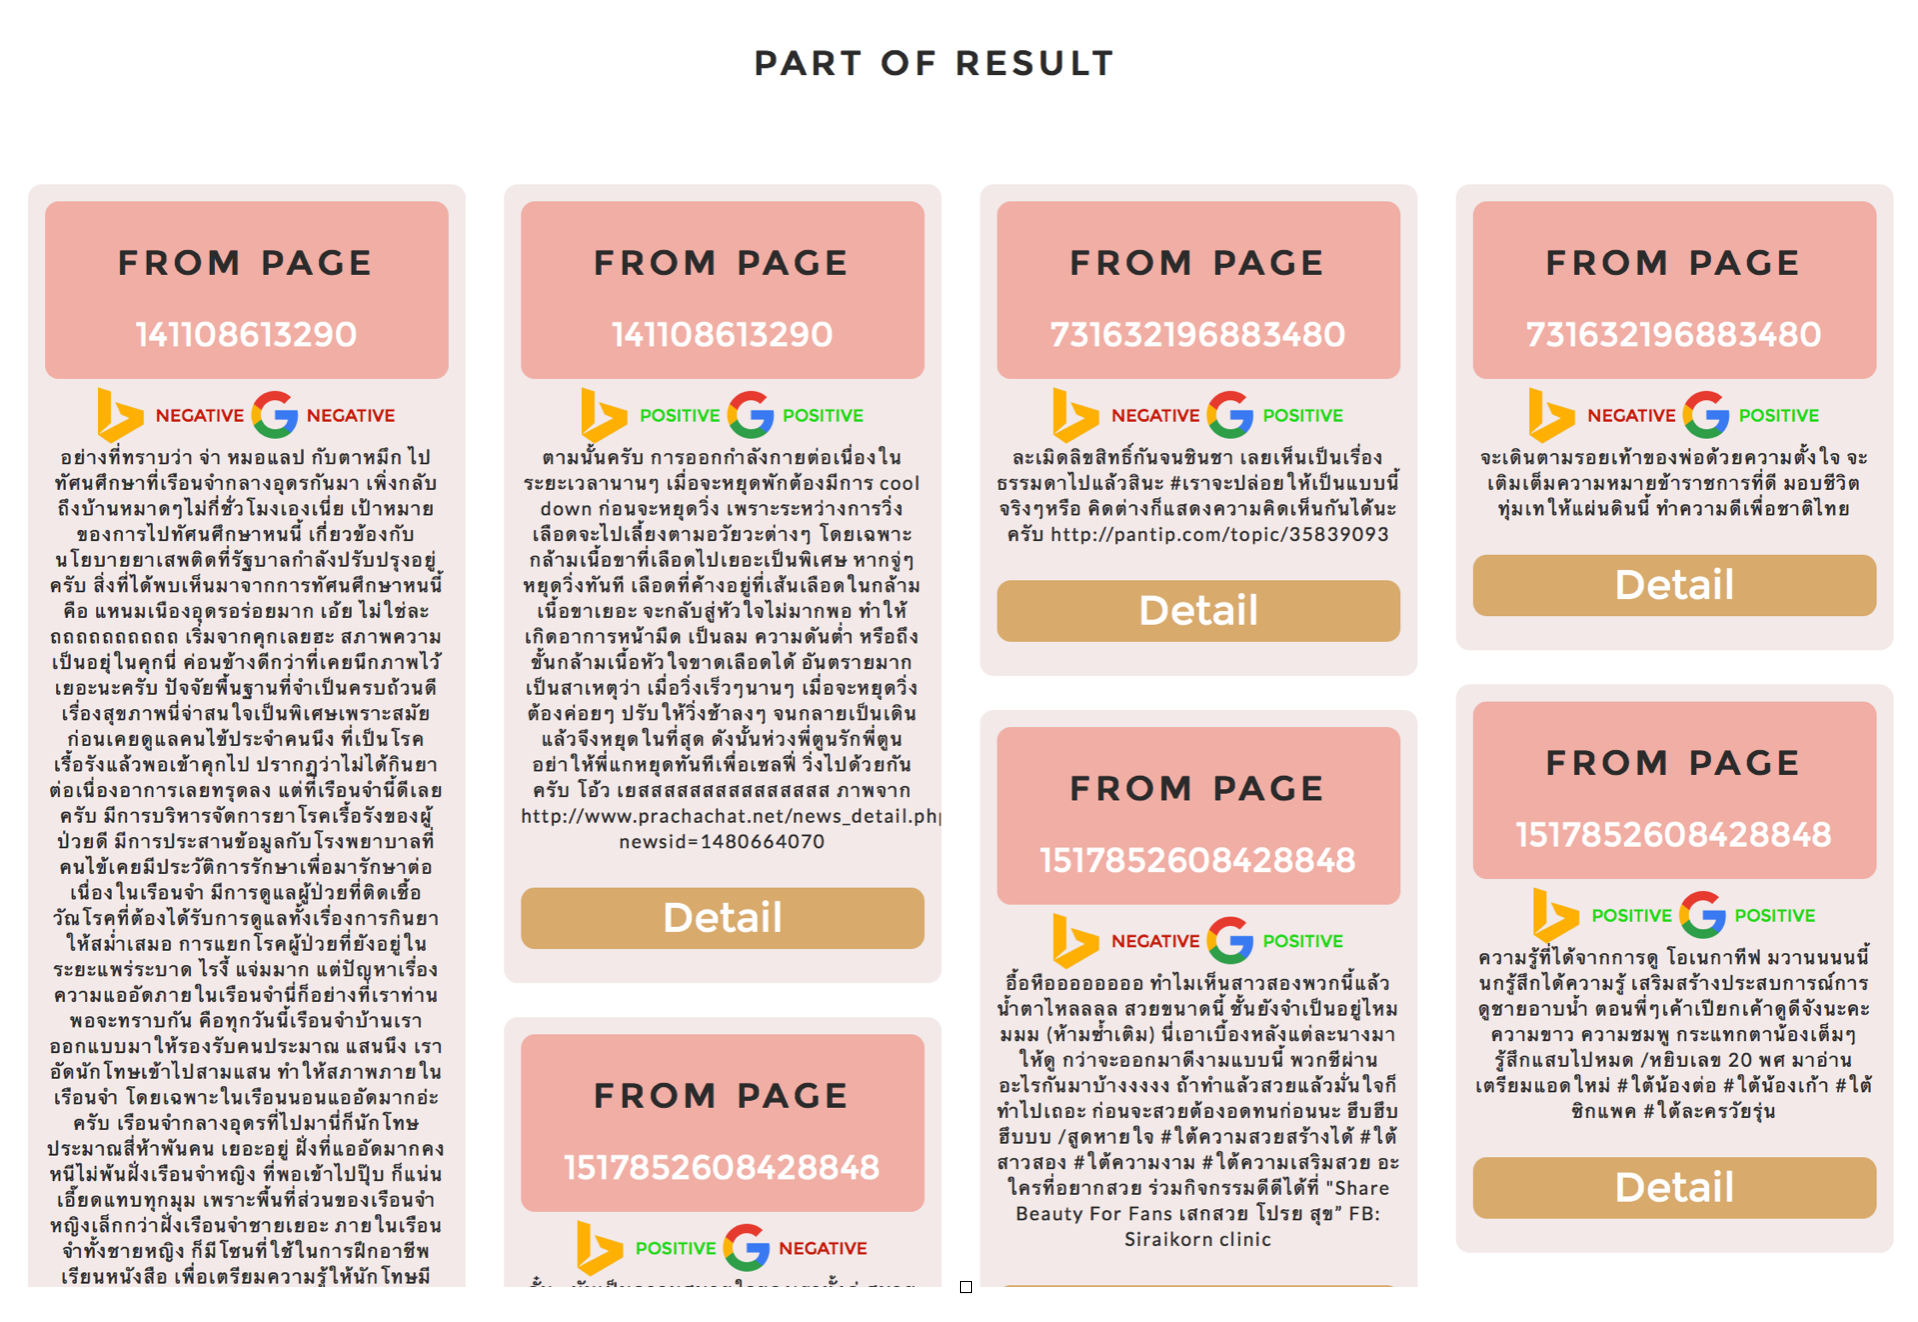 PART OF RESULT
FROM PAGE
141108613290
NEGATIVE NEGATIVE
อย่างที่ทราบว่า จ่า หมอแลป กับตาหมึก ไป
ทัศนศึกษาที่เรือนจำกลางอุดรกันมา เพิ่งกลับ
ถึงบ้านหมาดๆไม่กี่ชั่วโมงเองเนี่ย เป้าหมาย
ของการไปทัศนศึกษาหนนี้ เกี่ยวข้องกับ
นโยบายยาเสพติดที่รัฐบาลกำลังปรับปรุงอยู่
ครับ สิ่งที่ได้พบเห็นมาจากการทัศนศึกษาหนนี้
คือ แหนมเนืองอุดรอร่อยมาก เอ้ย ไม่ใช่ละ
ถถถถถถถถถถ เริ่มจากคุกเลยฮะ สภาพความ
เป็นอยู่ในคุกนี่ ค่อนข้างดีกว่าที่เคยนึกภาพไว้
เยอะนะครับ ปัจจัยพื้นฐานที่จำเป็นครบถ้วนดี
เรื่องสุขภาพนี่จ่าสนใจเป็นพิเศษเพราะสมัย
ก่อนเคยดูแลคนไข้ประจำคนนึง ที่เป็นโรค
เรื้อรังแล้วพอเข้าคุกไป ปรากฏว่าไม่ได้กินยา
ต่อเนื่องอาการเลยทรุดลง แต่ที่เรือนจำนี้ดีเลย
ครับ มีการบริหารจัดการยาโรคเรื้อรังของผู้
ป่วยดี มีการประสานข้อมูลกับโรงพยาบาลที่
คนไข้เคยมีประวัติการรักษาเพื่อมารักษาต่อ
เนื่องในเรือนจำ มีการดูแลผู้ป่วยที่ติดเชื้อ
วัณโรคที่ต้องได้รับการดูแลทั้งเรื่องการกินยา
ให้สม่ำเสมอ การแยกโรคผู้ป่วยที่ยังอยู่ใน
ระยะแพร่ระบาด ไรงี้ แจ่มมาก แต่ปัญหาเรื่อง
ความแออัดภายในเรือนจำนี่ก็อย่างที่เราท่าน
พอจะทราบกัน คือทุกวันนี้เรือนจำบ้านเรา
ออกแบบมาให้รองรับคนประมาณ แสนนึง เรา
อัดนักโทษเข้าไปสามแสน ทำให้สภาพภายใน
เรือนจำ โดยเฉพาะในเรือนนอนแออัดมากอ่ะ
ครับ เรือนจำกลางอุดรที่ไปมานี่ก็นักโทษ
ประมาณสี่ห้าพันคน เยอะอยู่ ฝั่งที่แออัดมากคง
หนีไม่พ้นฝั่งเรือนจำหญิง ที่พอเข้าไปปุ๊บ ก็แน่น
เอี๊ยดแทบทุกมุม เพราะพื้นที่ส่วนของเรือนจำ
หญิงเล็กกว่าฝั่งเรือนจำชายเยอะ ภายในเรือน
จำทั้งชายหญิง ก็มีโซนที่ใช้ในการฝึกอาชีพ
เรียนหนังสือ เพื่อเตรียมความรู้ให้นักโทษมี
FROM PAGE
141108613290
POSITIVE POSITIVE
ตามนั้นครับ การออกกำลังกายต่อเนื่องใน
ระยะเวลานานๆ เมื่อจะหยุดพักต้องมีการ cool
down ก่อนจะหยุดวิ่ง เพราะระหว่างการวิ่ง
เลือดจะไปเลี้ยงตามอวัยวะต่างๆ โดยเฉพาะ
กล้ามเนื้อขาที่เลือดไปเยอะเป็นพิเศษ หากจู่ๆ
หยุดวิ่งทันที เลือดที่ค้างอยู่ที่เส้นเลือดในกล้าม
เนื้อขาเยอะ จะกลับสู่หัวใจไม่มากพอ ทำให้
เกิดอาการหน้ามืด เป็นลม ความดันต่ำ หรือถึง
ขั้นกล้ามเนื้อหัวใจขาดเลือดได้ อันตรายมาก
เป็นสาเหตุว่า เมื่อวิ่งเร็วๆนานๆ เมื่อจะหยุดวิ่ง
ต้องค่อยๆ ปรับให้วิ่งช้าลงๆ จนกลายเป็นเดิน
แล้วจึงหยุดในที่สุด ดังนั้นห่วงพี่ตูนรักพี่ตูน
อย่าให้พี่แกหยุดทันทีเพื่อเซลฟี่ วิ่งไปด้วยกัน
ครับ โอ้ว เยสสสสสสสสสสสสสสส ภาพจาก
http://www.prachachat.net/news_detail.php
newsid=1480664070
Detail
FROM PAGE
1517852608428848
POSITIVE NEGATIVE
FROM PAGE
731632196883480
NEGATIVE POSITIVE
ละเมิดลิขสิทธิ์กันจนชินชา เลยเห็นเป็นเรื่อง
ธรรมดาไปแล้วสินะ #เราจะปล่อยให้เป็นแบบนี้
จริงๆหรือ คิดต่างก็แสดงความคิดเห็นกันได้นะ
ครับ http://pantip.com/topic/35839093
Detail
FROM PAGE
1517852608428848
NEGATIVE POSITIVE
อื้อหืออออออออ ทำไมเห็นสาวสองพวกนี้แล้ว
น้ำตาไหลลลล สวยขนาดนี้ ชั้นยังจำเป็นอยู่ไหม
มมม (ห้ามซ้ำเติม) นี่เอาเบื้องหลังแต่ละนางมา
ให้ดู กว่าจะออกมาดีงามแบบนี้ พวกชีผ่าน
อะไรกันมาบ้างงงงง ถ้าทำแล้วสวยแล้วมั่นใจก็
ทำไปเถอะ ก่อนจะสวยต้องอดทนก่อนนะ ฮึบฮึบ
ฮึบบบ /สูดหายใจ #ใต้ความสวยสร้างได้ #ใต้
สาวสอง #ใต้ความงาม #ใต้ความเสริมสวย อะ
ใครที่อยากสวย ร่วมกิจกรรมดีดีได้ที่ "Share
Beauty For Fans เสกสวย โปรย สุข” FB:
Siraikorn clinic
FROM PAGE
731632196883480
NEGATIVE POSITIVE
จะเดินตามรอยเท้าของพ่อด้วยความตั้งใจ จะ
เติมเต็มความหมายข้าราชการที่ดี มอบชีวิต
ทุ่มเทให้แผ่นดินนี้ ทำความดีเพื่อชาติไทย
Detail
FROM PAGE
1517852608428848
POSITIVE POSITIVE
ความรู้ที่ได้จากการดู โอเนกาทีฟ มวานนนนนี้
นกรู้สึกได้ความรู้ เสริมสร้างประสบการณ์การ
ดูชายอาบน้ำ ตอนพี่ๆเค้าเปียกเค้าดูดีจังนะคะ
ความขาว ความชมพู กระแทกตาน้องเต็มๆ
รู้สึกแสบไปหมด /หยิบเลข 20 พศ มาอ่าน
เตรียมแอดใหม่ #ใต้น้องต่อ #ใต้น้องเก้า #ใต้
ซิกแพค #ใต้ละครวัยรุ่น
Detail